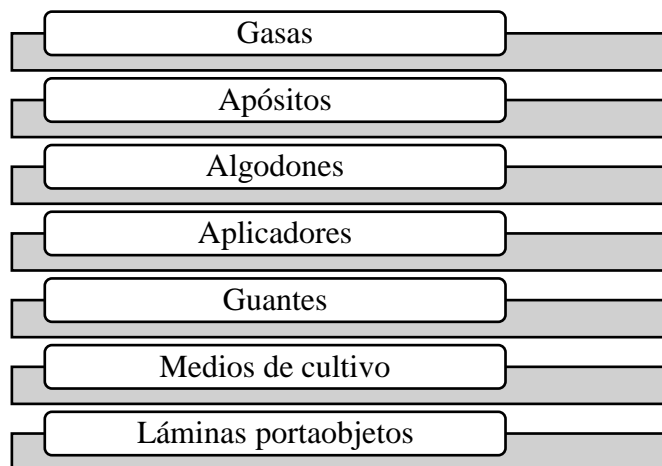 Gasas
Apósitos
Algodones
Aplicadores
Guantes
Medios de cultivo
Láminas portaobjetos